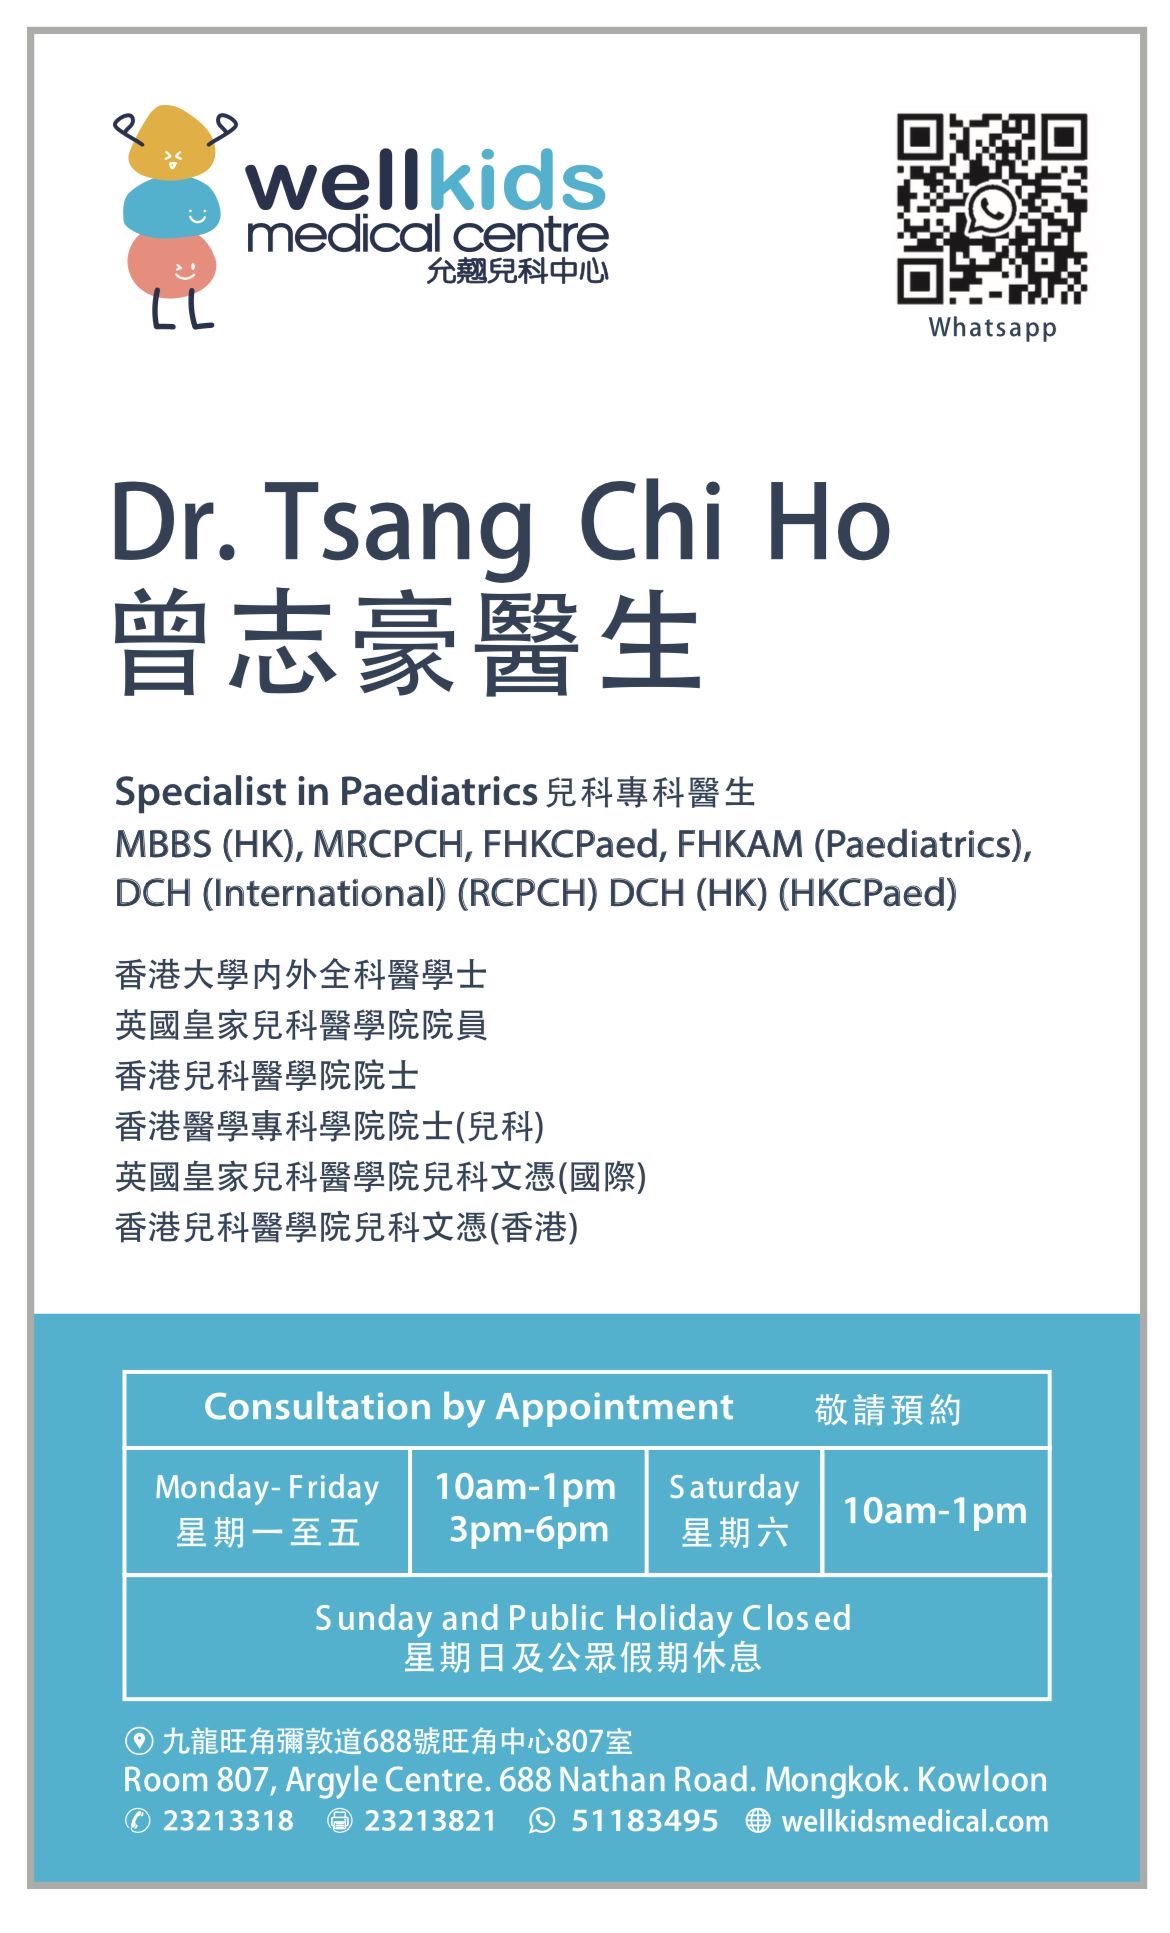 wellkids
medical centre
允翹兒科中心
Whatsapp
Dr. Tsang Chi Ho
曾志豪醫生
Specialist in Paediatrics 兒科專科醫生
MBBS (HK), MRCPCH, FHKCPaed, FHKAM (Paediatrics),
DCH (International) (RCPCH) DCH (HK) (HKCPaed)
香港大學内外全科醫學士
英國皇家兒科醫學院院員
香港兒科醫學院院士
香港醫學專科學院院士(兒科)
英國皇家兒科醫學院兒科文憑(國際)
香港兒科醫學院兒科文憑(香港)
Consultation by Appointment 敬請預約
Monday- Friday
星期一至五
10am-1pm
3pm-6pm
Saturday
星期六
10am-1pm
Sunday and Public Holiday Closed
星期日及公眾假期休息
九龍旺角彌敦道688號旺角中心807室
Room 807, Argyle Centre. 688 Nathan Road. Mongkok. Kowloon
23213318 23213821 51183495 wellkidsmedical.com